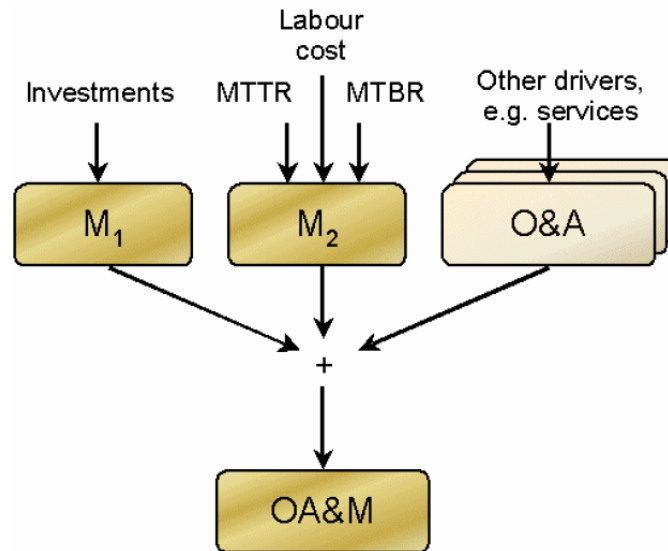 Labour
cost
Investments
MTTR
MTBR
Other drivers,
e.g. services
M₁
M₂
O&A
+
OA&M